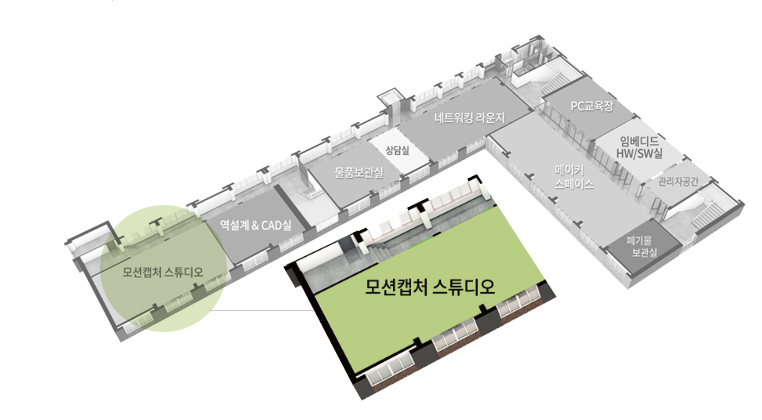 PC교육장
네트워킹 라운지
임베디드
HW/SW실
상담실
물품보관실
메이커
스페이스
관리자공간
역설계 & CAD실
폐기물
보관실
모션캡처 스튜디오
모션캡처 스튜디오